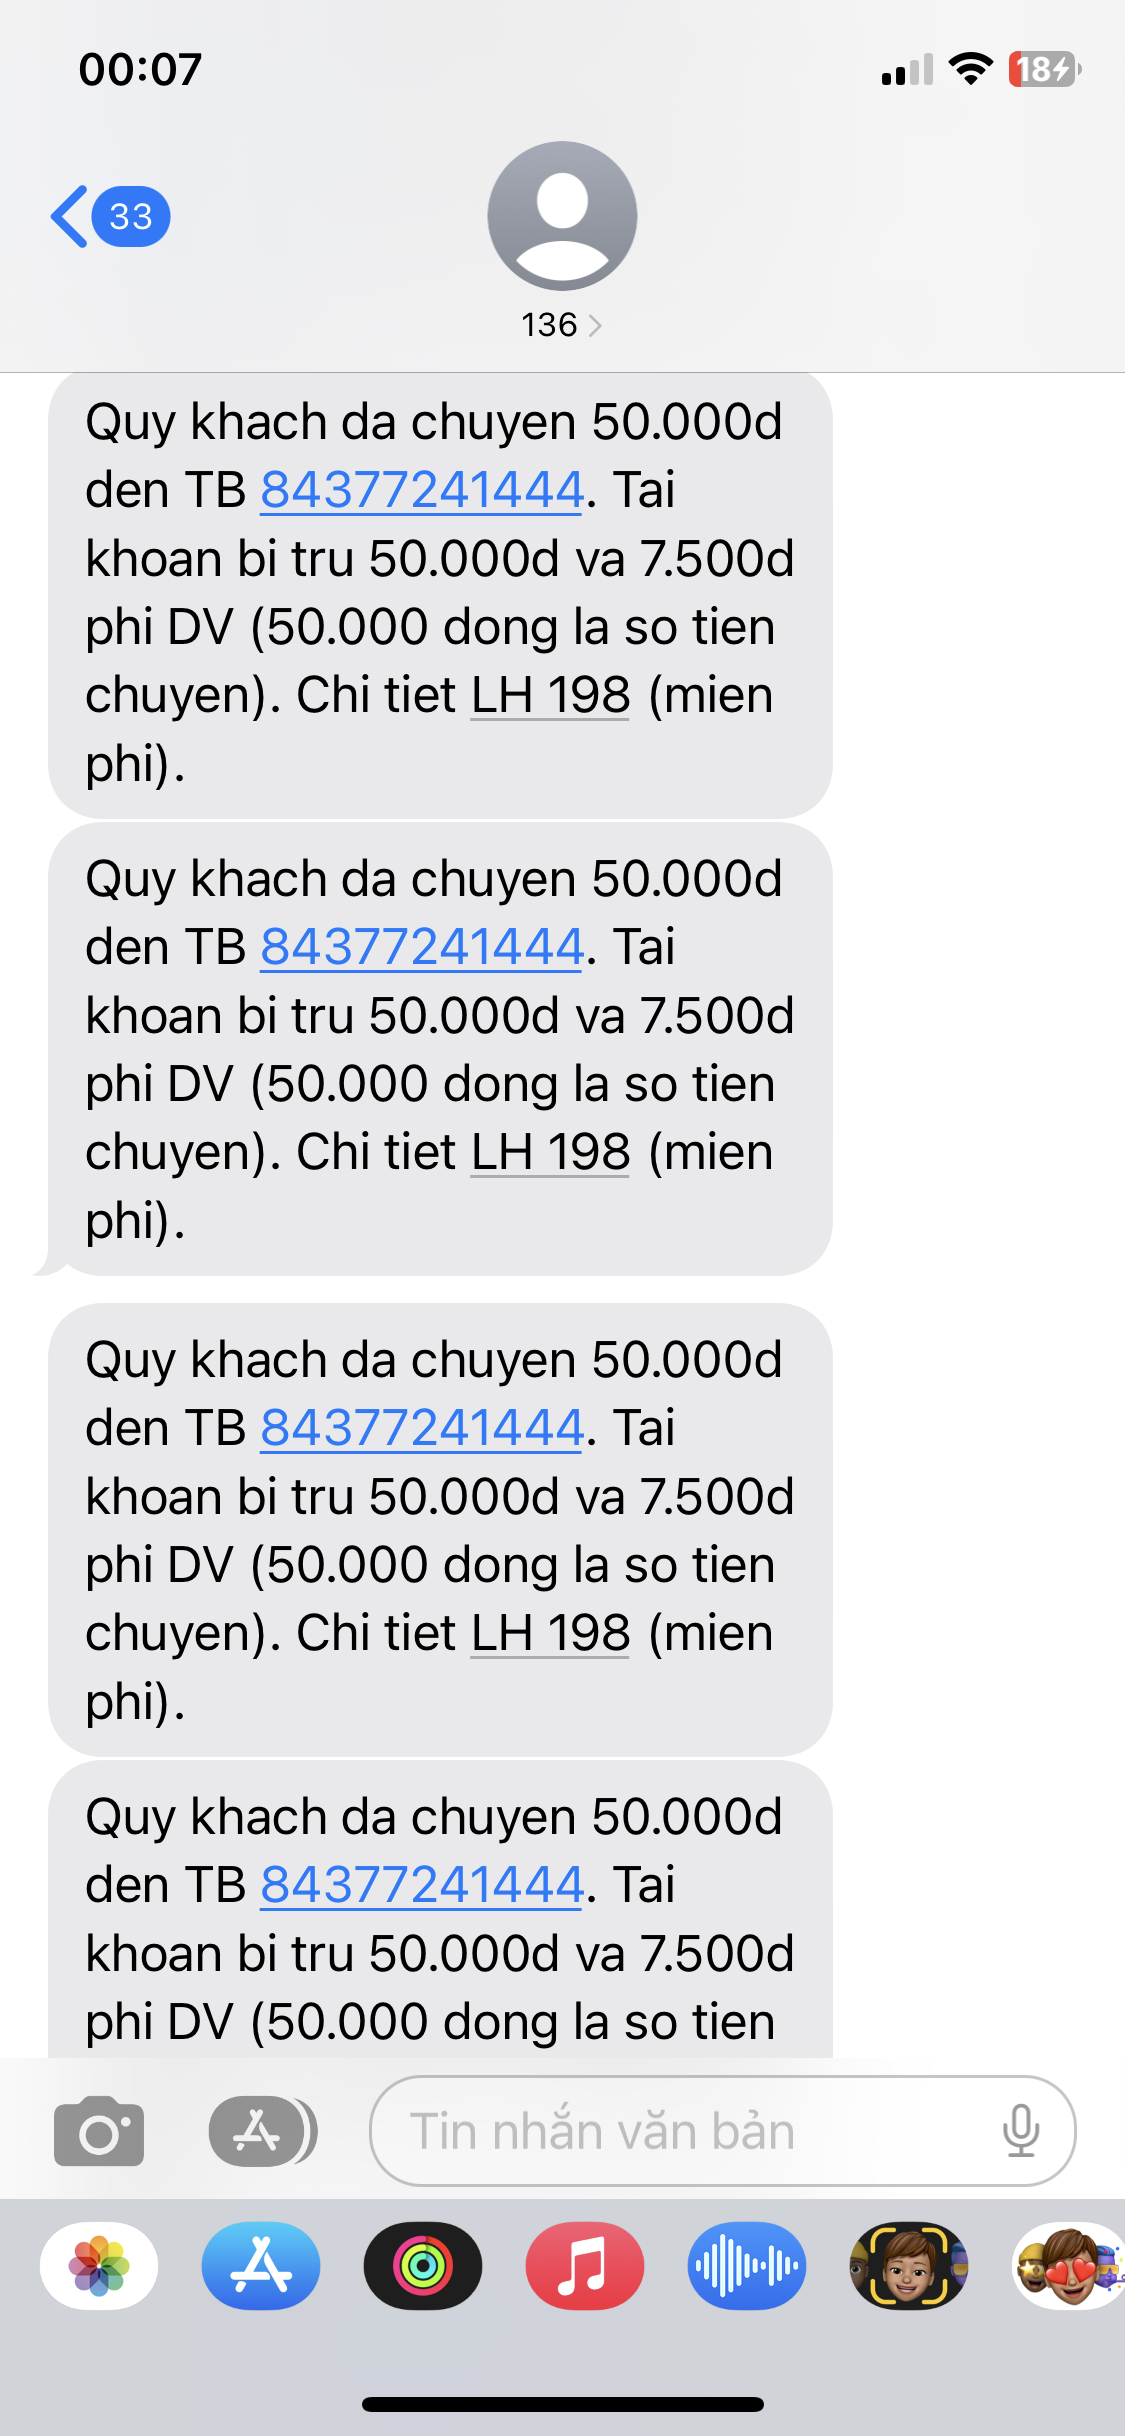 00:07
18
33
136
Quy khach da chuyen 50.000d
den TB 84377241444. Tai
khoan bi tru 50.000d va 7.500d
phi DV (50.000 dong la so tien
chuyen). Chi tiet LH 198 (mien
phi).
Quy khach da chuyen 50.000d
den TB 84377241444. Tai
khoan bi tru 50.000d va 7.500d
phi DV (50.000 dong la so tien
chuyen). Chi tiet LH 198 (mien
phi).
Quy khach da chuyen 50.000d
den TB 84377241444. Tai
khoan bi tru 50.000d va 7.500d
phi DV (50.000 dong la so tien
chuyen). Chi tiet LH 198 (mien
phi).
Quy khach da chuyen 50.000d
den TB 84377241444. Tai
khoan bi tru 50.000d va 7.500d
phi DV (50.000 dong la so tien
Tin nhắn văn bản